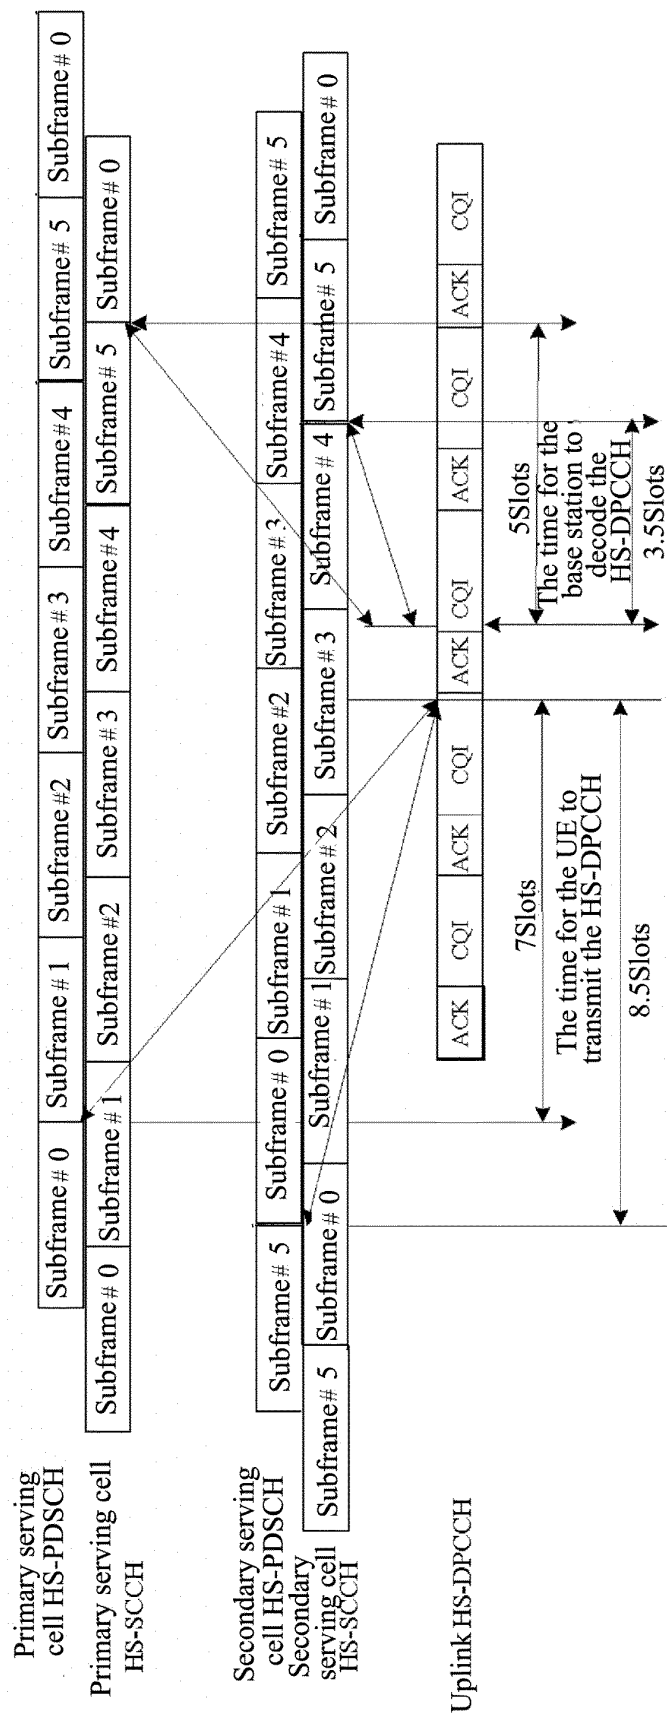 Primary serving
cell HS-PDSCH
Subframe# 0 Subframe# 1 Subframe#2 Subframe# 3 Subframe#4 Subframe# 5 Subframe# 0
Primary serving cell
HS-SCCH
Subframe# 0 Subframe# 1 Subframe#2 Subframe#3 Subframe#4 Subframe# 5 Subframe# 0
Secondary serving
cell HS-PDSCH
Subframe# 5 Subframe# 0 Subframe# 1 Subframe#2 Subframe# 3 Subframe#4 Subframe# 5
Secondary
serving cell
HS-SCCH
Subframe# 5 Subframe# 0 Subframe# 1 Subframe# 2 Subframe# 3 Subframe# 4 Subframe# 5 Subframe# 0
Uplink HS-DPCCH
ACK CQI ACK CQI ACK CQI ACK CQI ACK CQI
7Slots
The time for the UE to
transmit the HS-DPCCH
8.5Slots
5Slots
The time for the
base station to
decode the
HS-DPCCH
3.5Slots